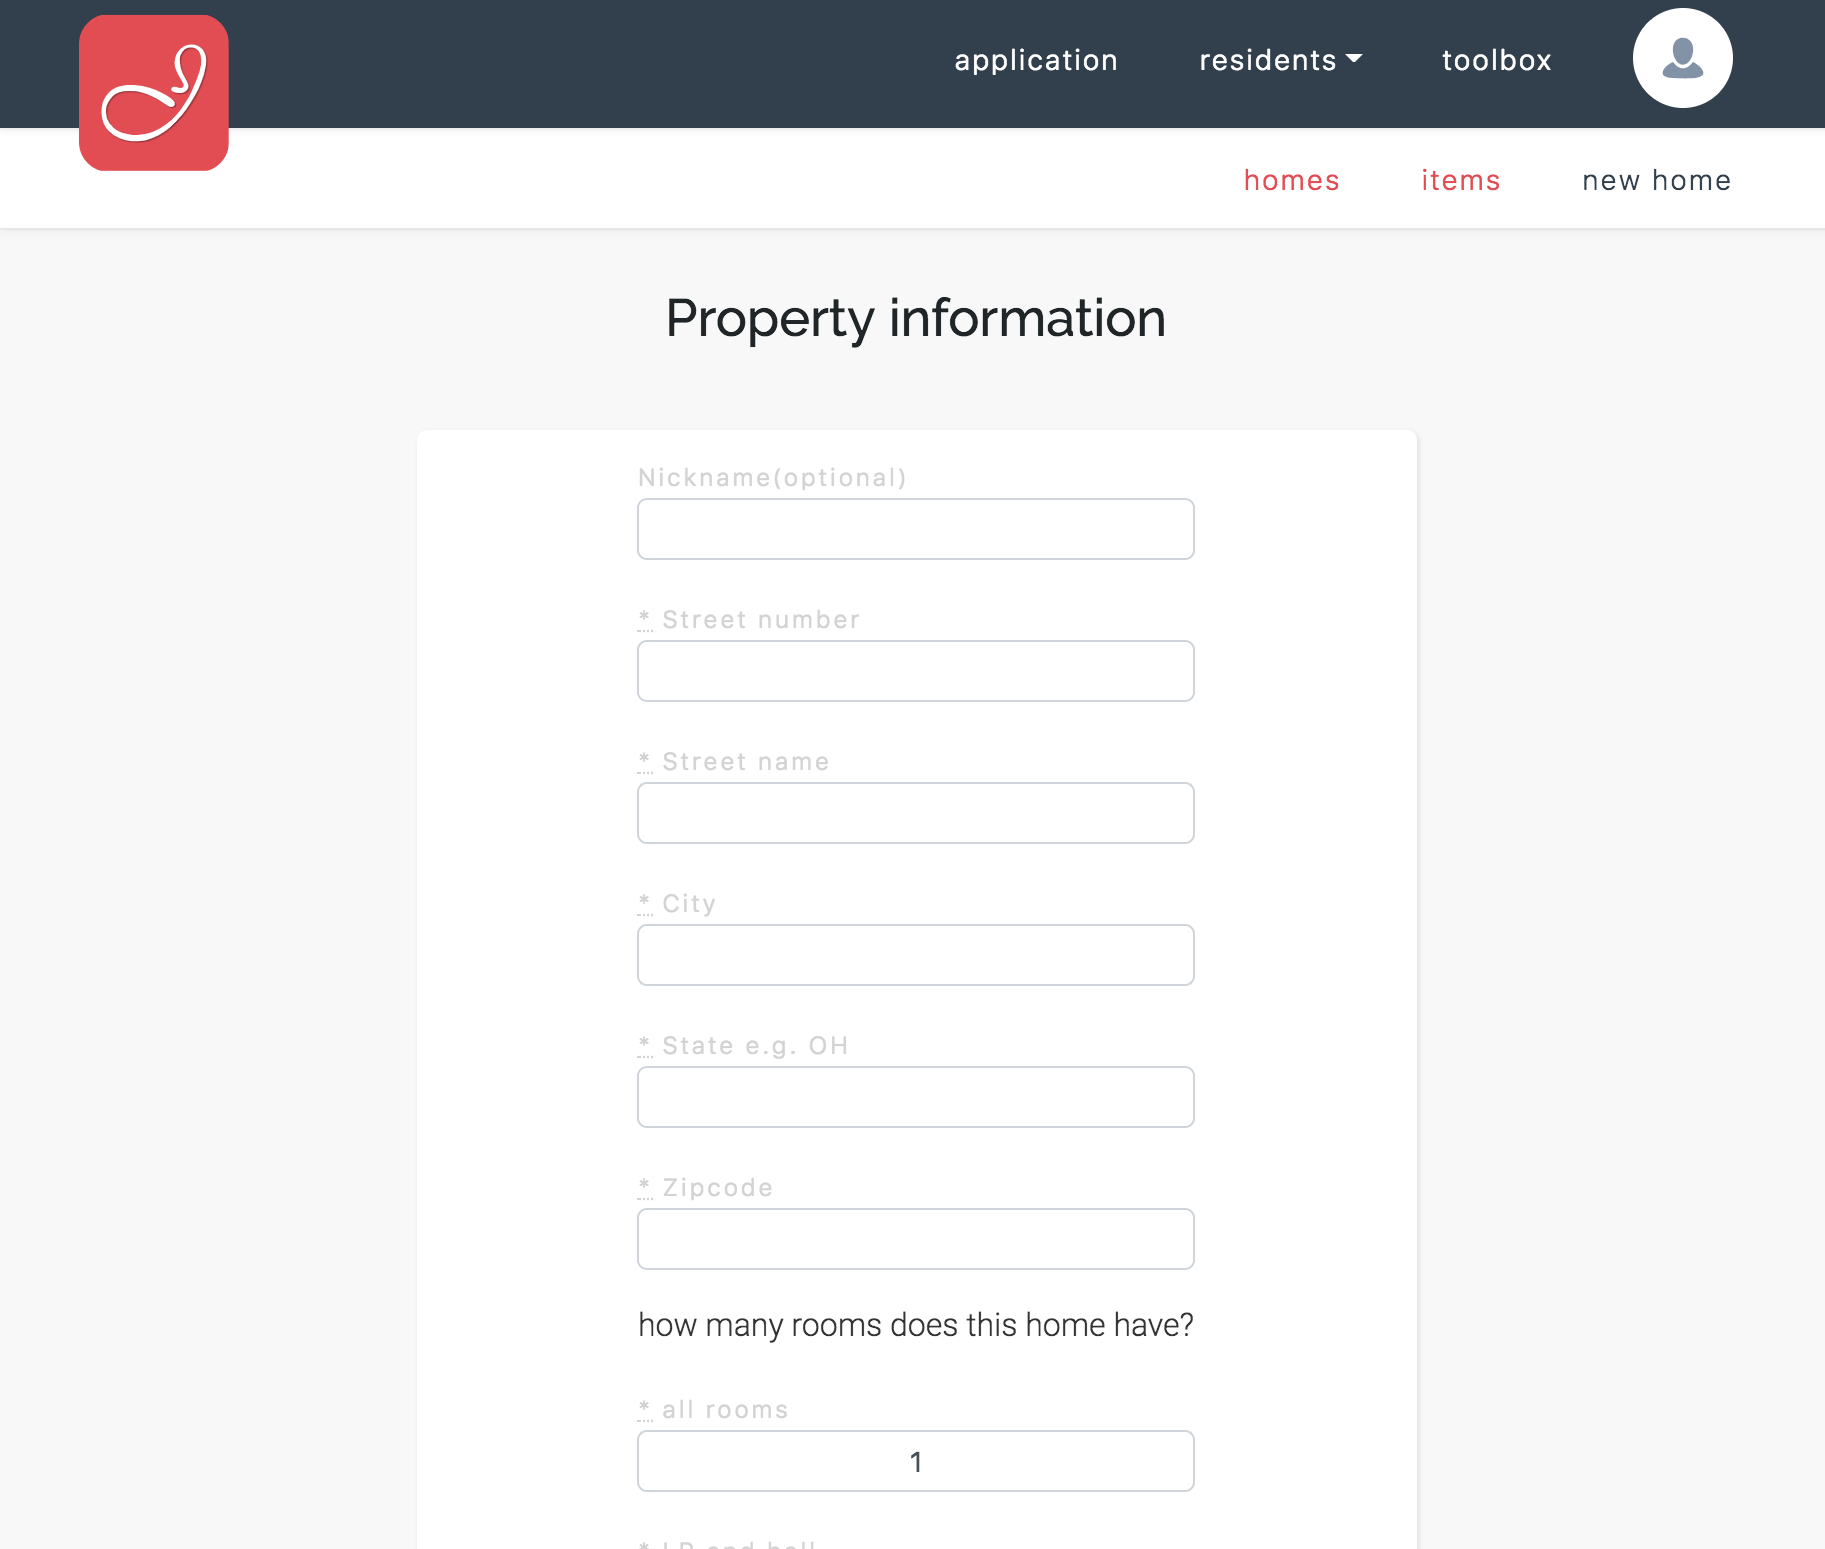 application residents toolbox
homes items new home
Property information
Nickname(optional)
* Street number
* Street name
* City
* State e.g. OH
* Zipcode
how many rooms does this home have?
* all rooms
1